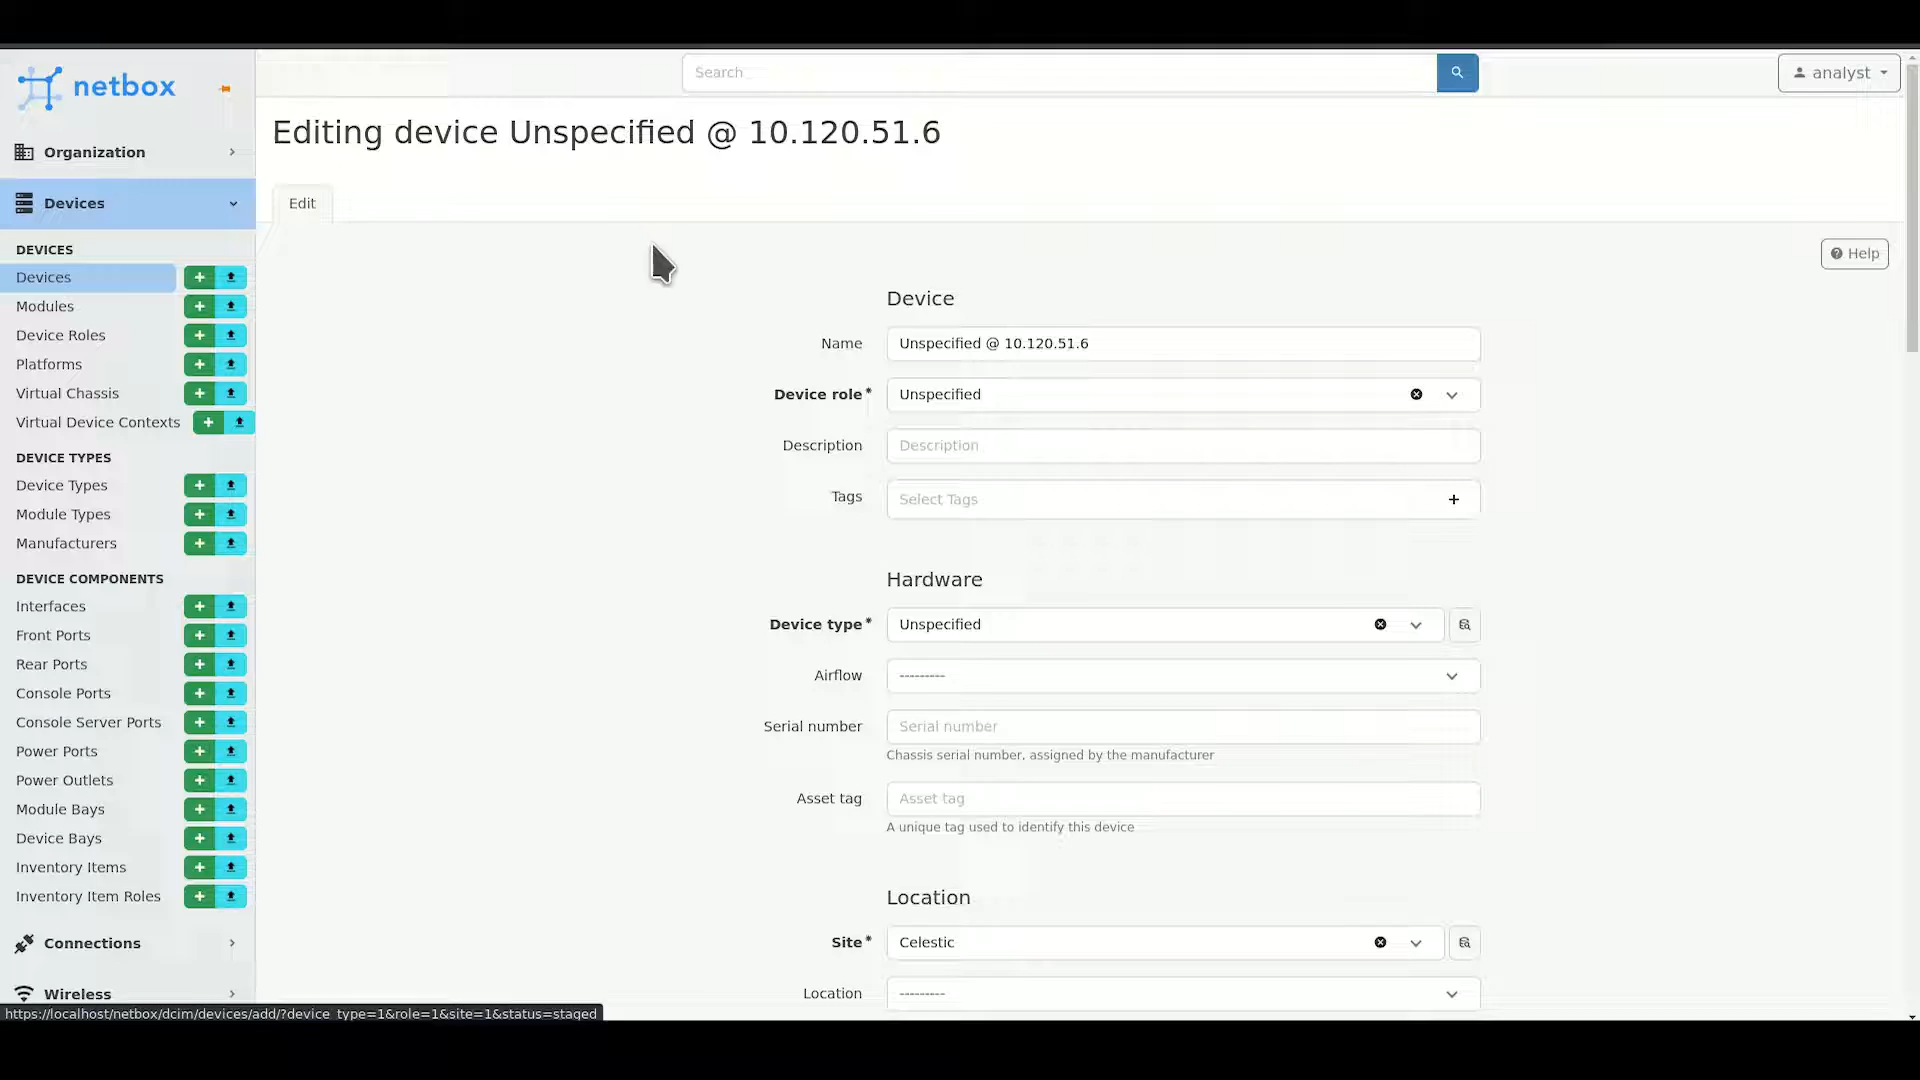 netbox
Search...
analyst
Editing device Unspecified @ 10.120.51.6
Edit
Help
Organization
Devices
DEVICES
Devices
Modules
Device Roles
Platforms
Virtual Chassis
Virtual Device Contexts
DEVICE TYPES
Device Types
Module Types
Manufacturers
DEVICE COMPONENTS
Interfaces
Front Ports
Rear Ports
Console Ports
Console Server Ports
Power Ports
Power Outlets
Module Bays
Device Bays
Inventory Items
Inventory Item Roles
Connections
Wireless
Device
Name
Unspecified @ 10.120.51.6
Device role*
Unspecified
Description
Description
Tags
Select Tags
Hardware
Device type*
Unspecified
Airflow
---------
Serial number
Serial number
Chassis serial number, assigned by the manufacturer
Asset tag
Asset tag
A unique tag used to identify this device
Location
Site*
Celestic
Location
---------
https://localhost/netbox/dcim/devices/add/?device_type=1&role=1&site=1&status=staged